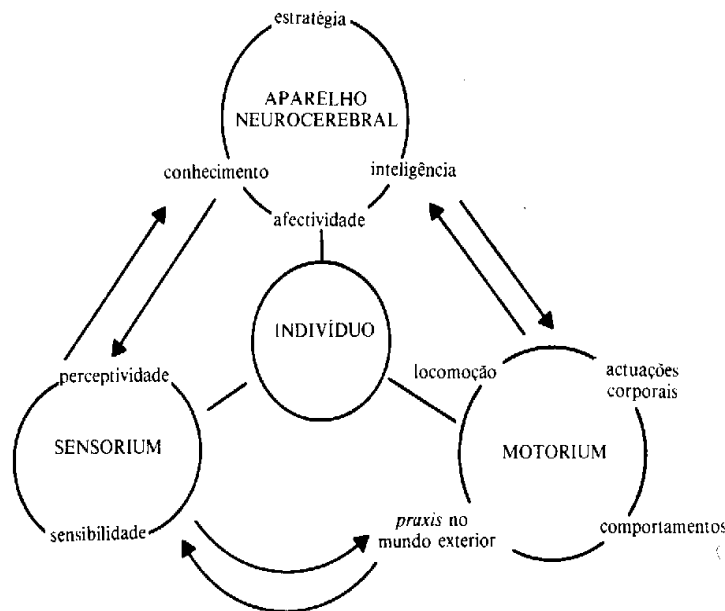 estratégia
APARELHO
NEUROCEREBRAL
conhecimento
inteligência
afectividade
INDIVÍDUO
perceptividade
locomoção
actuações
corporais
SENSORIUM
MOTORIUM
sensibilidade
praxis no
mundo exterior
comportamentos